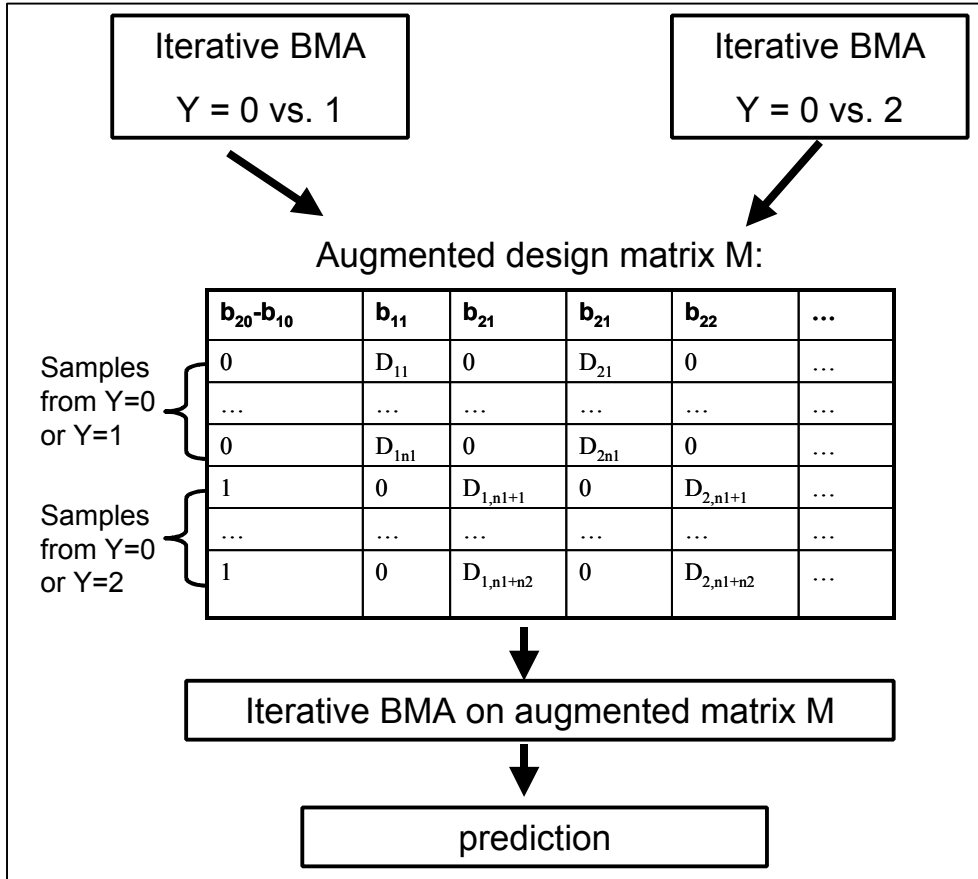 Iterative BMA
Y = 0 vs. 1
Iterative BMA
Y = 0 vs. 2
Augmented design matrix M:
b₂₀-b₁₀ b₁₁ b₂₁ b₂₁ b₂₂ ...
Samples from Y=0 or Y=1
0 D₁₁ 0 D₂₁ 0 ...
... ... ... ... ... ...
0 D₁ₙ₁ 0 D₂ₙ₁ 0 ...
Samples from Y=0 or Y=2
1 0 D₁,ₙ₁₊₁ 0 D₂,ₙ₁₊₁ ...
... ... ... ... ... ...
1 0 D₁,ₙ₁₊ₙ₂ 0 D₂,ₙ₁₊ₙ₂ ...
Iterative BMA on augmented matrix M
prediction